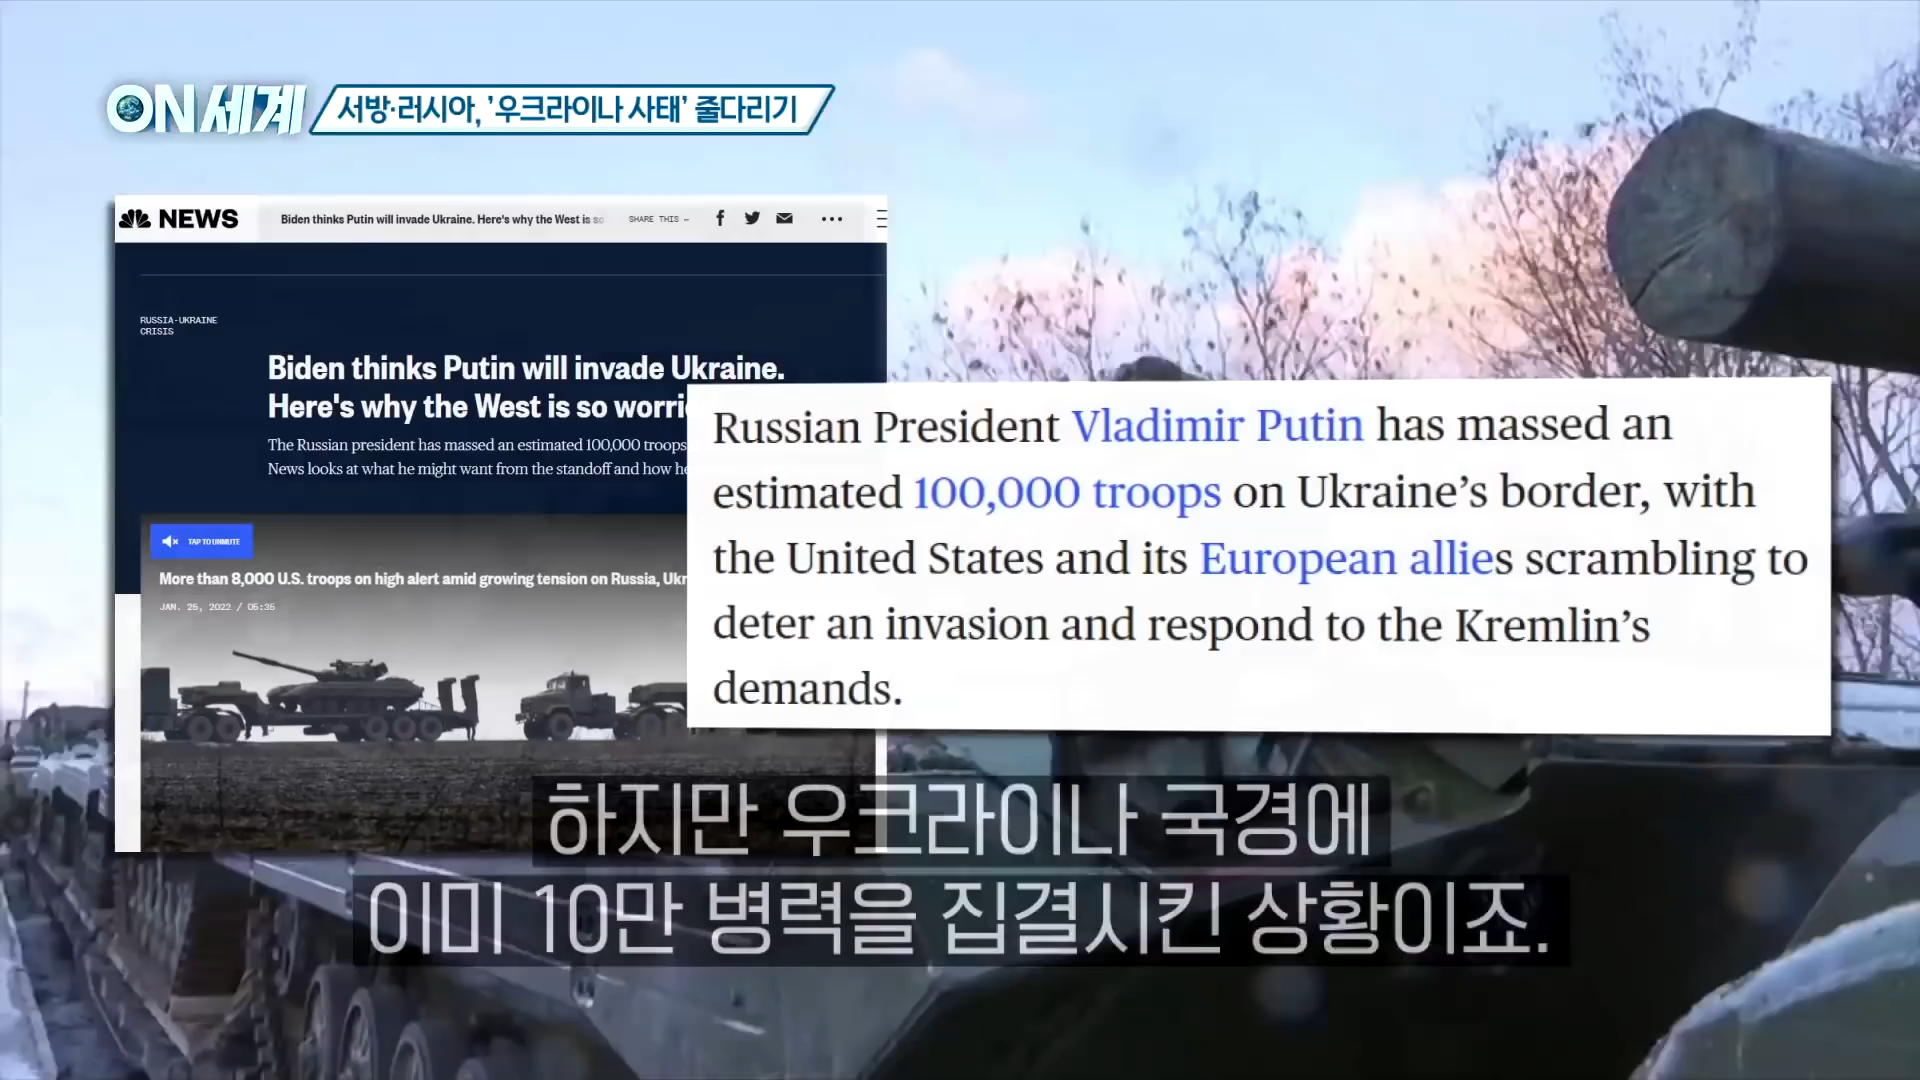 ON세계
서방·러시아, '우크라이나 사태' 줄다리기
NEWS
Biden thinks Putin will invade Ukraine. Here's why the West is so
SHARE THIS —
RUSSIA-UKRAINE
CRISIS
Biden thinks Putin will invade Ukraine.
Here's why the West is so worri
The Russian president has massed an estimated 100,000 troops
News looks at what he might want from the standoff and how he
TAP TO UNMUTE
More than 8,000 U.S. troops on high alert amid growing tension on Russia, Ukr
JAN. 25, 2022 / 05:35
Russian President Vladimir Putin has massed an
estimated 100,000 troops on Ukraine's border, with
the United States and its European allies scrambling to
deter an invasion and respond to the Kremlin's
demands.
하지만 우크라이나 국경에
이미 10만 병력을 집결시킨 상황이죠.